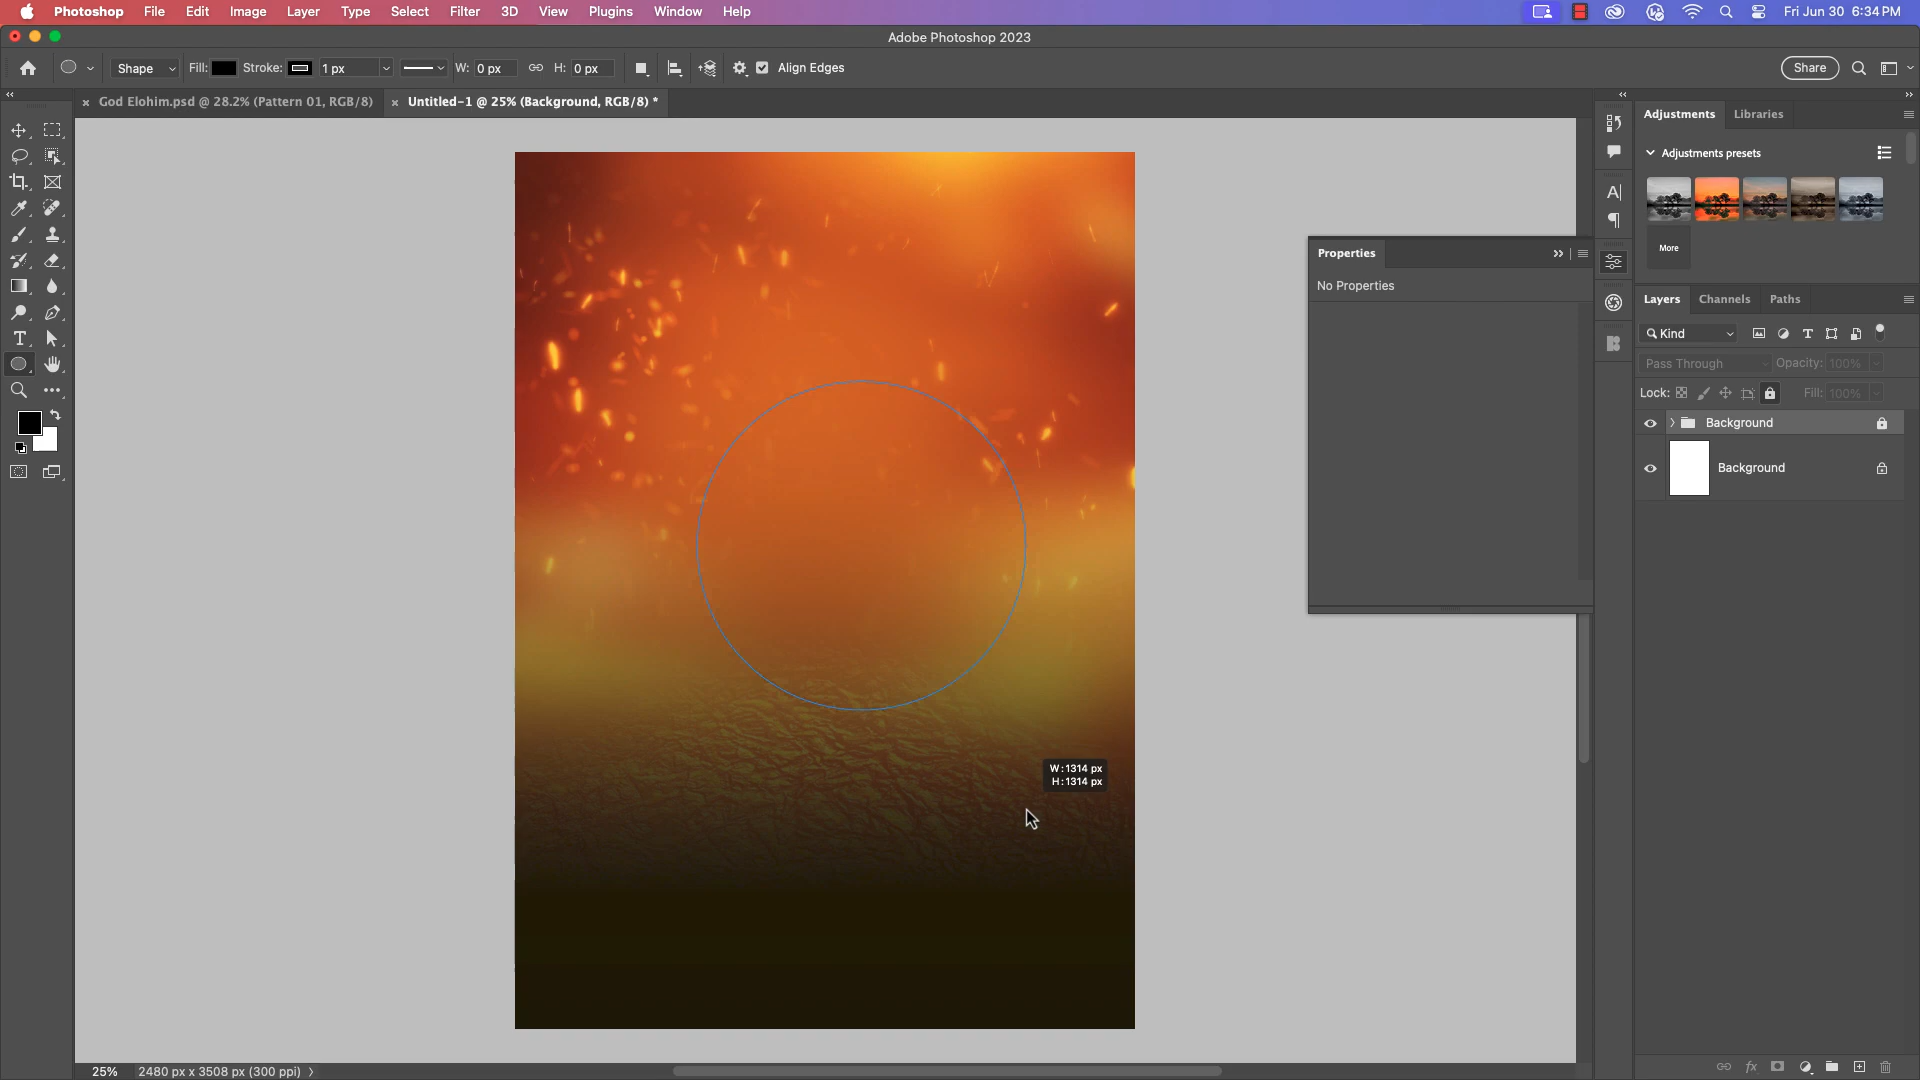 Photoshop File Edit Image Layer Type Select Filter 3D View Plugins Window Help Fri Jun 30 6:34 PM
Adobe Photoshop 2023
Shape Fill: Stroke: 1 px W: 0 px H: 0 px Align Edges Share
God Elohim.psd @ 28.2% (Pattern 01, RGB/8) Untitled-1 @ 25% (Background, RGB/8) *
Adjustments Libraries
Adjustments presets
More
Properties
No Properties
Layers Channels Paths
Kind
Pass Through Opacity: 100%
Lock: Fill: 100%
Background
Background
W: 1314 px
H: 1314 px
25% 2480 px x 3508 px (300 ppi)